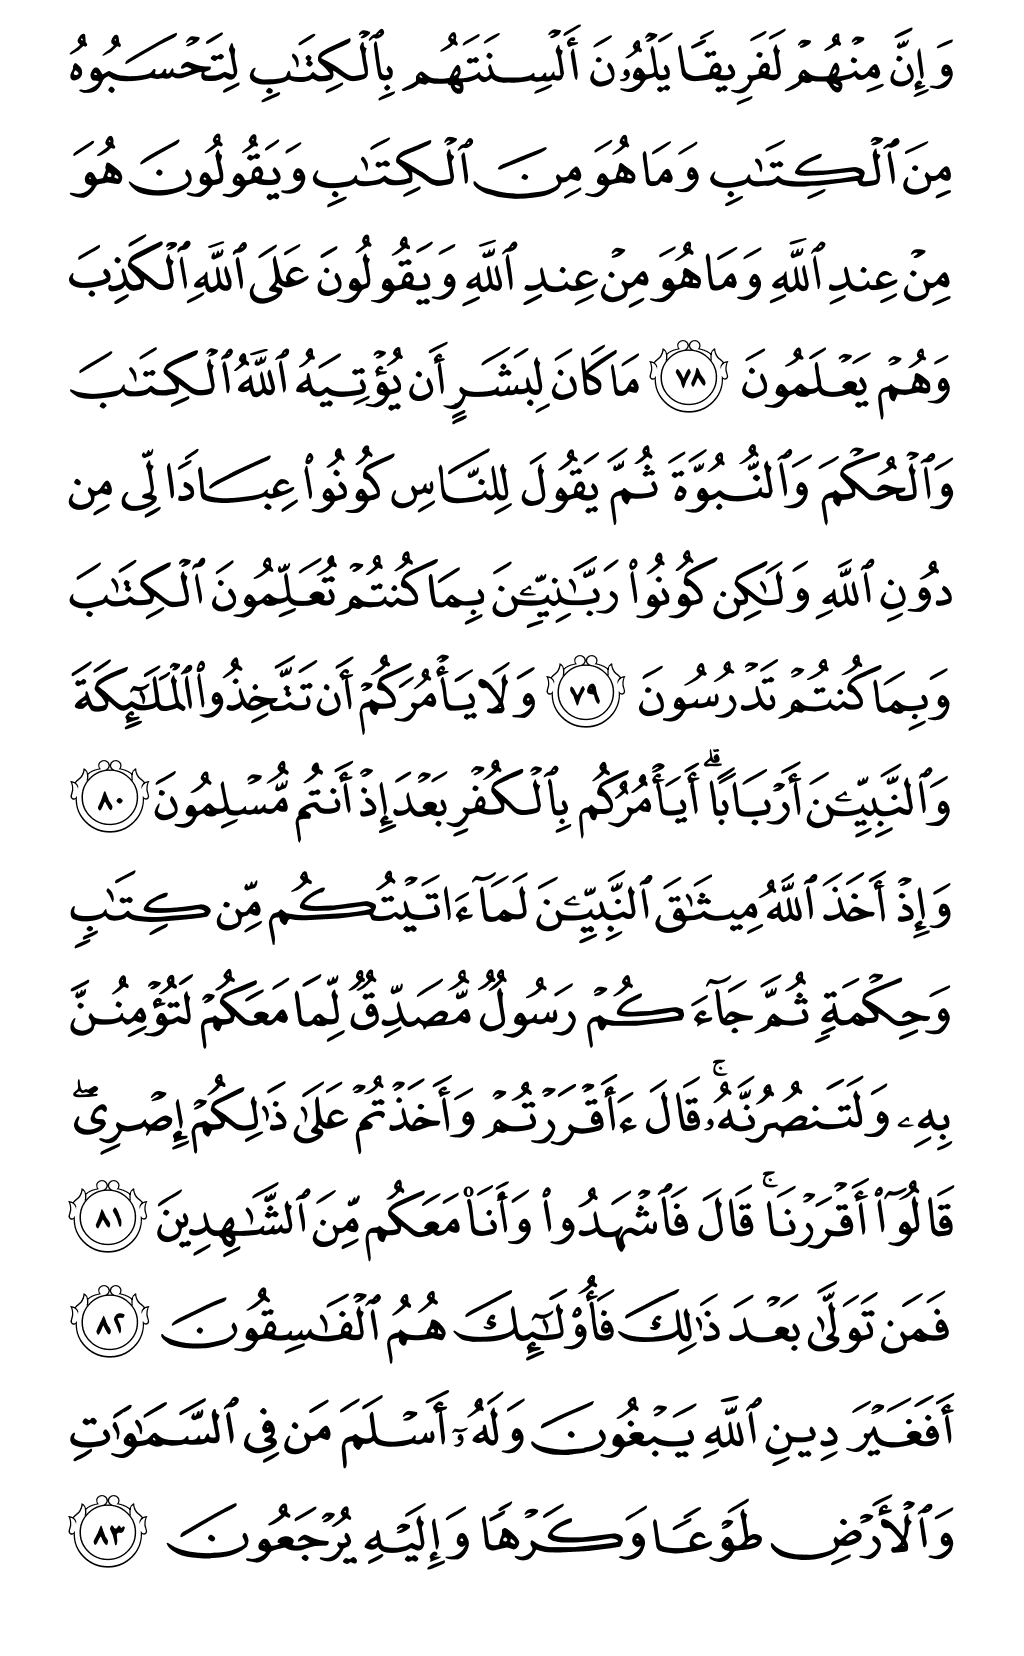 وَإِنَّ مِنْهُمْ لَفَرِيقًا يَلْوُۥنَ أَلْسِنَتَهُم بِٱلْكِتَٰبِ لِتَحْسَبُوهُ
مِنَ ٱلْكِتَٰبِ وَمَا هُوَ مِنَ ٱلْكِتَٰبِ وَيَقُولُونَ هُوَ
مِنْ عِندِ ٱللَّهِ وَمَا هُوَ مِنْ عِندِ ٱللَّهِ وَيَقُولُونَ عَلَى ٱللَّهِ ٱلْكَذِبَ
وَهُمْ يَعْلَمُونَ ٧٨ مَا كَانَ لِبَشَرٍ أَن يُؤْتِيَهُ ٱللَّهُ ٱلْكِتَٰبَ
وَٱلْحُكْمَ وَٱلنُّبُوَّةَ ثُمَّ يَقُولَ لِلنَّاسِ كُونُوا۟ عِبَادًا لِّى مِن
دُونِ ٱللَّهِ وَلَٰكِن كُونُوا۟ رَبَّٰنِيِّۦنَ بِمَا كُنتُمْ تُعَلِّمُونَ ٱلْكِتَٰبَ
وَبِمَا كُنتُمْ تَدْرُسُونَ ٧٩ وَلَا يَأْمُرَكُمْ أَن تَتَّخِذُوا۟ ٱلْمَلَٰٓئِكَةَ
وَٱلنَّبِيِّۦنَ أَرْبَابًا ۗ أَيَأْمُرُكُم بِٱلْكُفْرِ بَعْدَ إِذْ أَنتُم مُّسْلِمُونَ ٨٠
وَإِذْ أَخَذَ ٱللَّهُ مِيثَٰقَ ٱلنَّبِيِّۦنَ لَمَآ ءَاتَيْتُكُم مِّن كِتَٰبٍ
وَحِكْمَةٍ ثُمَّ جَآءَكُمْ رَسُولٌ مُّصَدِّقٌ لِّمَا مَعَكُمْ لَتُؤْمِنُنَّ
بِهِۦ وَلَتَنصُرُنَّهُۥ ۚ قَالَ ءَأَقْرَرْتُمْ وَأَخَذْتُمْ عَلَىٰ ذَٰلِكُمْ إِصْرِى ۖ
قَالُوٓا۟ أَقْرَرْنَا ۚ قَالَ فَٱشْهَدُوا۟ وَأَنَا۠ مَعَكُم مِّنَ ٱلشَّٰهِدِينَ ٨١
فَمَن تَوَلَّىٰ بَعْدَ ذَٰلِكَ فَأُو۟لَٰٓئِكَ هُمُ ٱلْفَٰسِقُونَ ٨٢
أَفَغَيْرَ دِينِ ٱللَّهِ يَبْغُونَ وَلَهُۥٓ أَسْلَمَ مَن فِى ٱلسَّمَٰوَٰتِ
وَٱلْأَرْضِ طَوْعًا وَكَرْهًا وَإِلَيْهِ يُرْجَعُونَ ٨٣